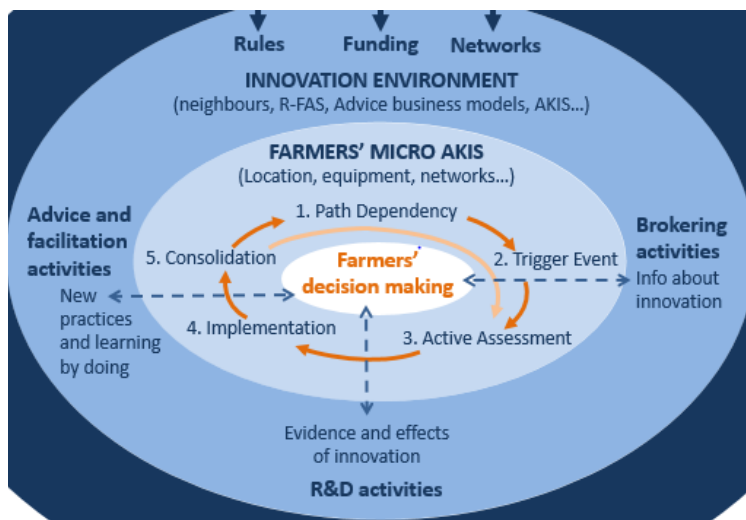 Rules
Funding
Networks
INNOVATION ENVIRONMENT
(neighbours, R-FAS, Advice business models, AKIS...)
FARMERS' MICRO AKIS
(Location, equipment, networks...)
Advice and
facilitation
activities
New
practices
and learning
by doing
1. Path Dependency
5. Consolidation
2. Trigger Event
Farmers'
decision making
4. Implementation
3. Active Assessment
Brokering
activities
Info about
innovation
Evidence and effects
of innovation
R&D activities